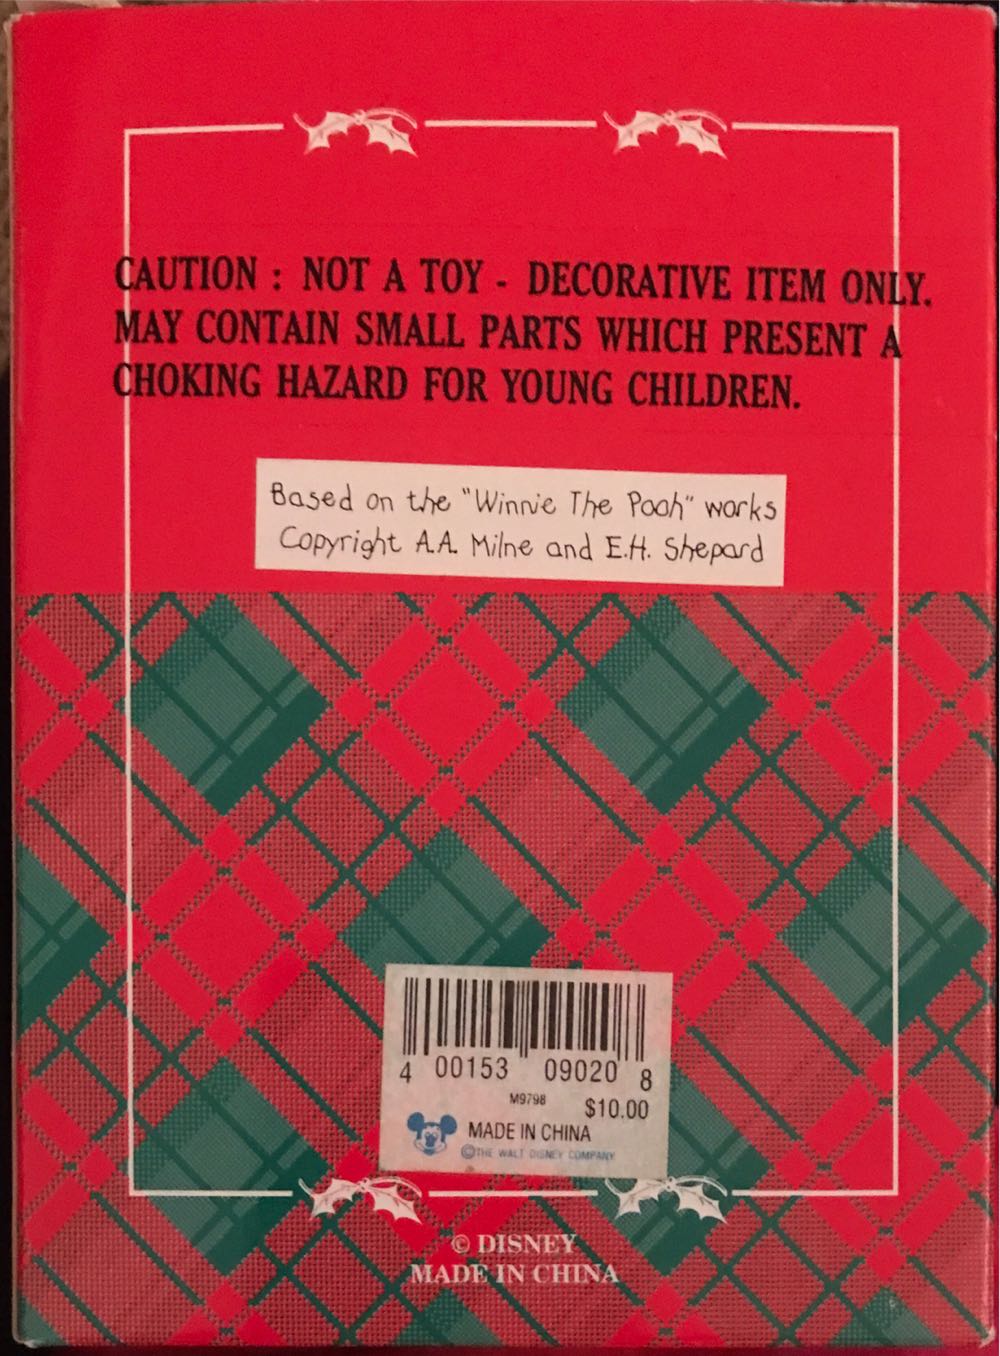 CAUTION : NOT A TOY - DECORATIVE ITEM ONLY.
MAY CONTAIN SMALL PARTS WHICH PRESENT A
CHOKING HAZARD FOR YOUNG CHILDREN.
Based on the "Winnie The Pooh" works
Copyright A.A. Milne and E.H. Shepard
4 00153 09020 8
M9798
$10.00
MADE IN CHINA
©THE WALT DISNEY COMPANY
© DISNEY
MADE IN CHINA